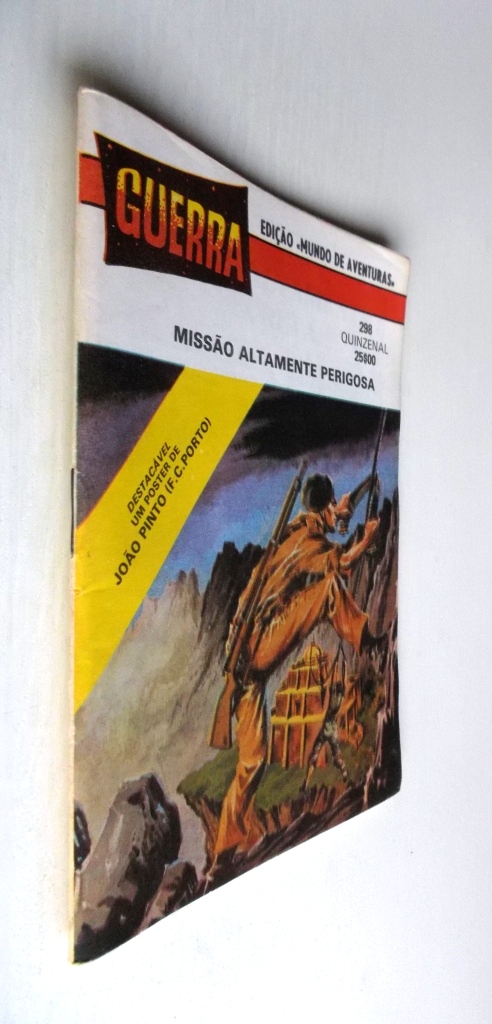 GUERRA
EDIÇÃO «MUNDO DE AVENTURAS»
298
QUINZENAL
25$00
MISSÃO ALTAMENTE PERIGOSA
DESTACÁVEL
UM POSTER DE
JOÃO PINTO (F.C.PORTO)